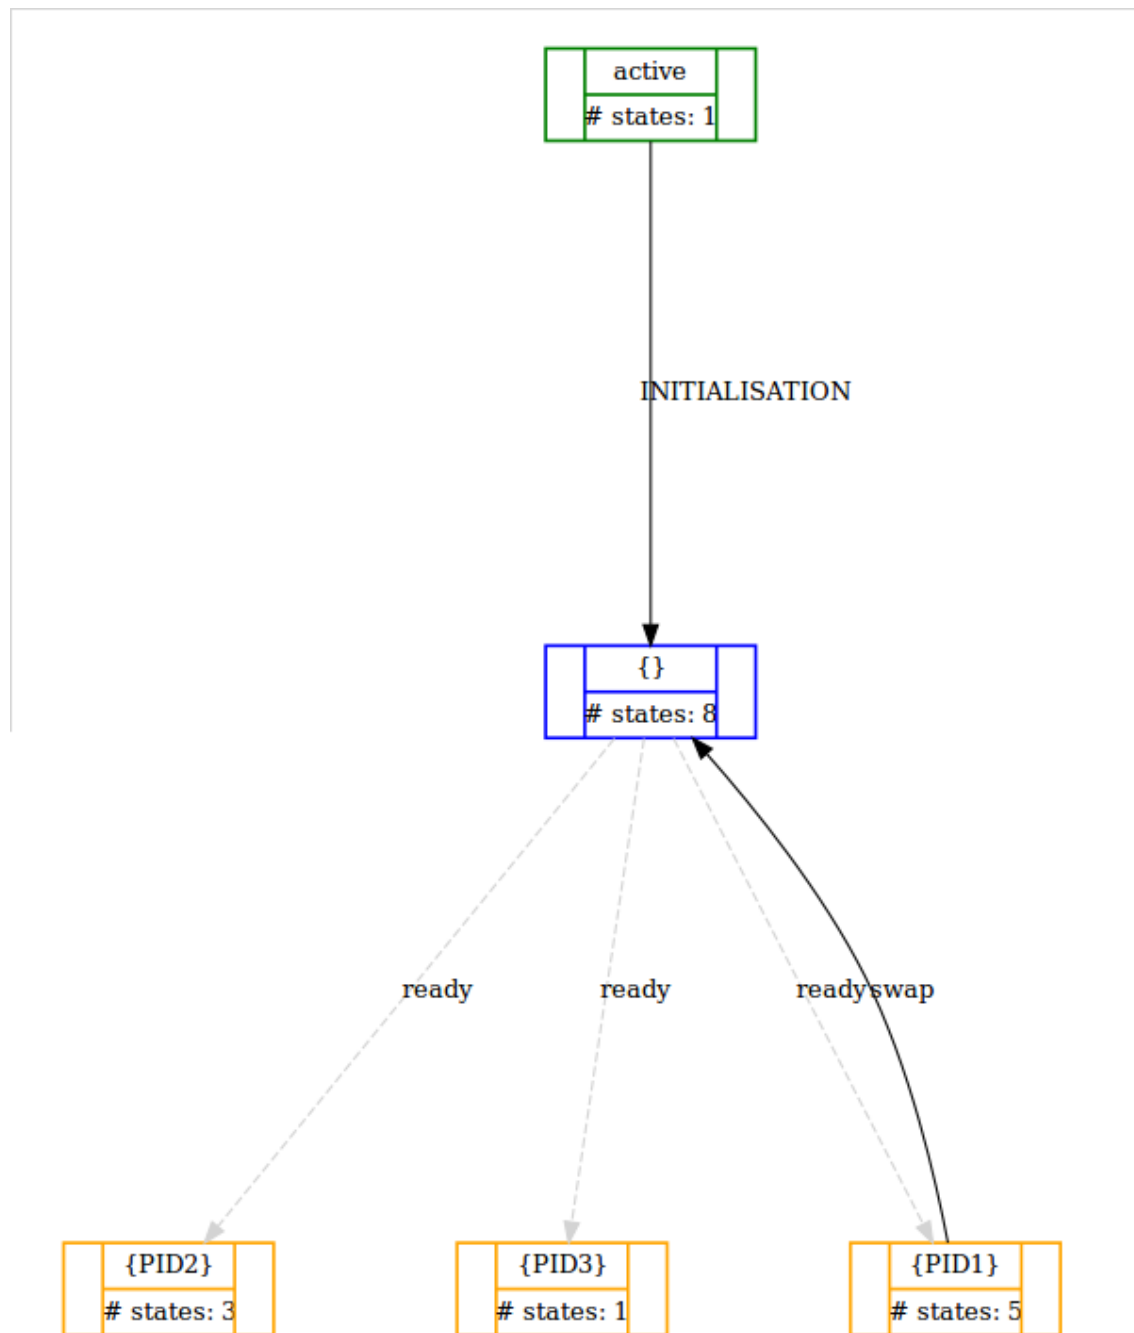 active
# states: 1
INITIALISATION
{}
# states: 8
ready
ready
ready
swap
{PID2}
# states: 3
{PID3}
# states: 1
{PID1}
# states: 5